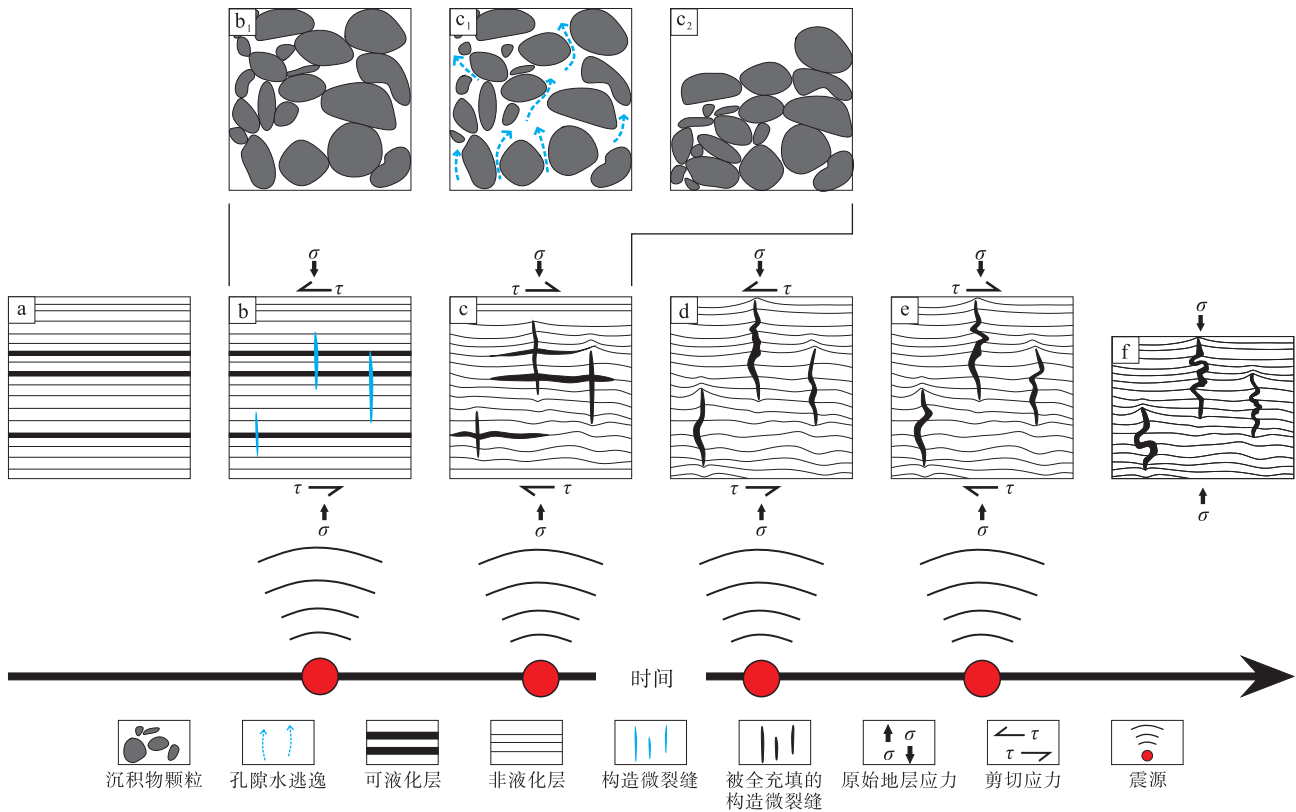 b₁
c₁
c₂
σ σ σ σ
τ τ τ τ
a b c d e f
σ
τ τ τ τ
σ σ σ σ
σ
时间
σ
σ
τ
τ
沉积物颗粒 孔隙水逃逸 可液化层 非液化层 构造微裂缝 被全充填的 原始地层应力 剪切应力 震源
构造微裂缝